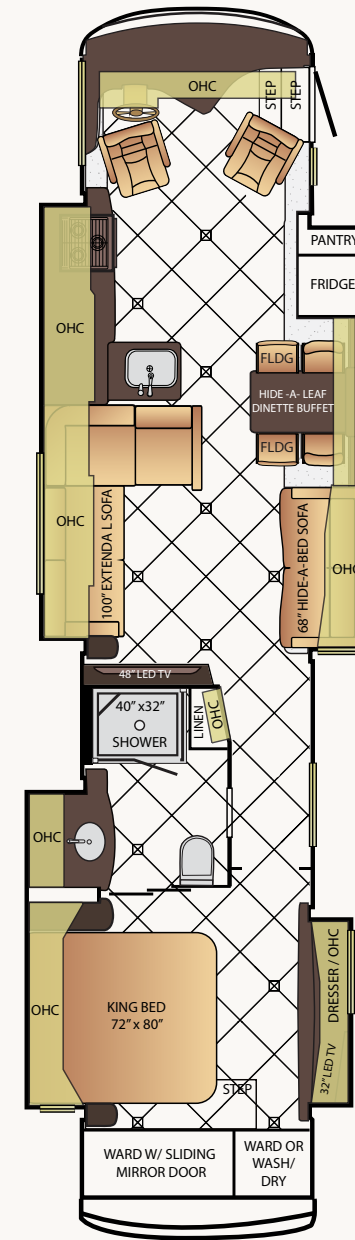 OHC
STEP
STEP
PANTRY
FRIDGE
OHC
FLDG
HIDE -A- LEAF
DINETTE BUFFET
FLDG
OHC
100" EXTENDA L SOFA
68" HIDE-A-BED SOFA
OHC
48" LED TV
40" x32"
SHOWER
LINEN
OHC
OHC
OHC
KING BED
72" x 80"
DRESSER / OHC
32" LED TV
STEP
WARD W/ SLIDING
MIRROR DOOR
WARD OR
WASH/
DRY